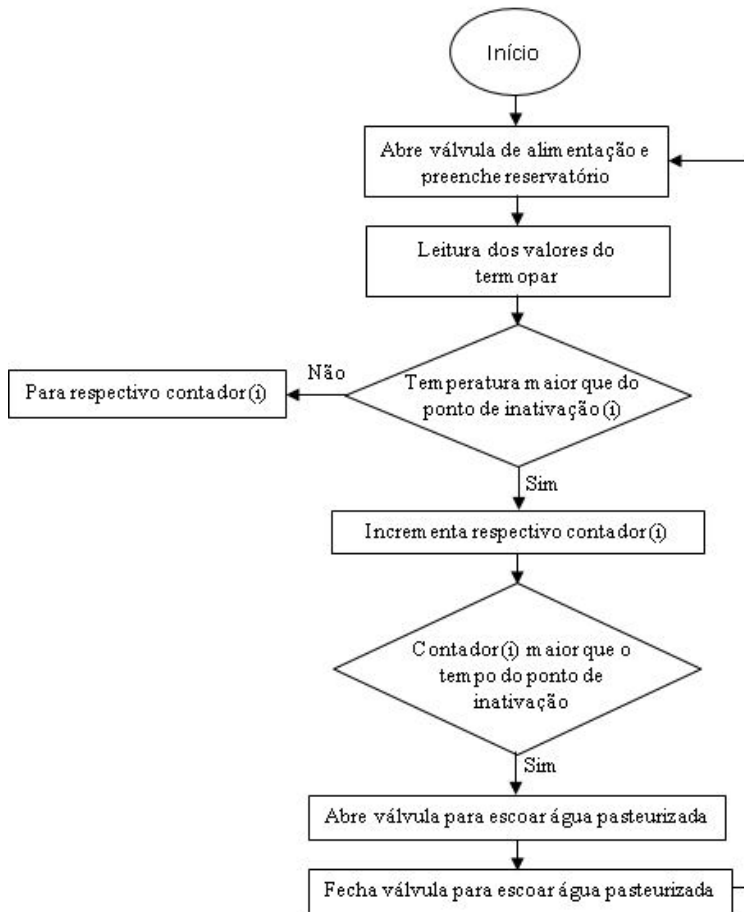 Início
Abre válvula de alimentação e
preenche reservatório
Leitura dos valores do
termopar
Não
Para respectivo contador(i)
Temperatura maior que do
ponto de inativação (i)
Sim
Incrementa respectivo contador(i)
Contador(i) maior que o
tempo do ponto de
inativação
Sim
Abre válvula para escoar água pasteurizada
Fecha válvula para escoar água pasteurizada